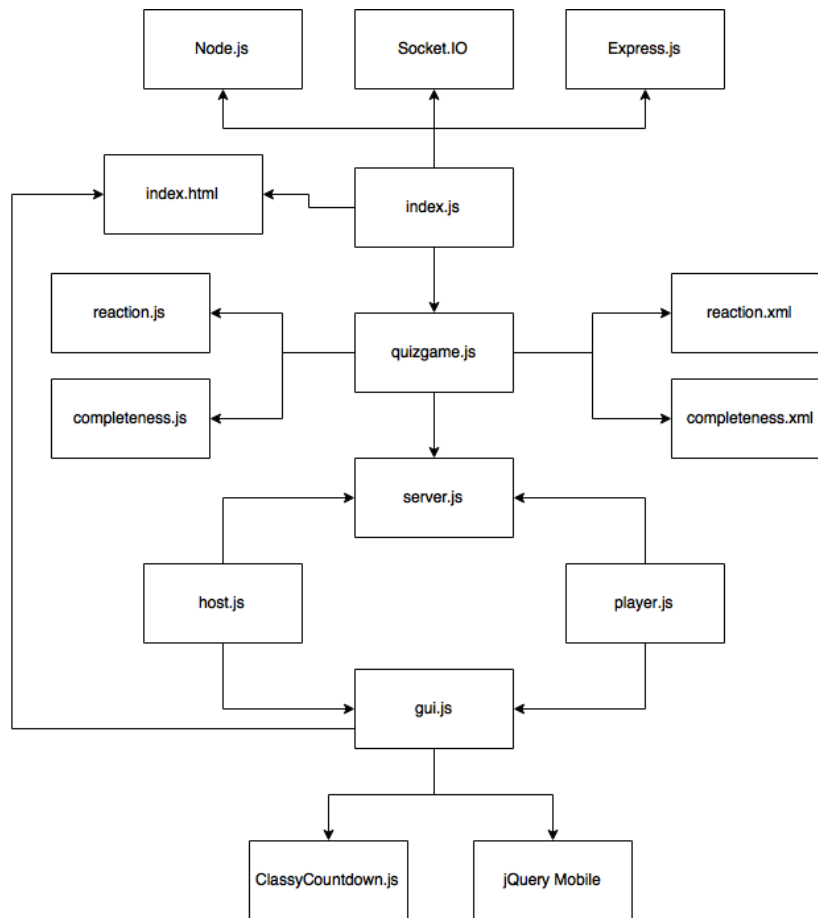 Node.js
Socket.IO
Express.js
index.html
index.js
reaction.js
quizgame.js
reaction.xml
completeness.js
completeness.xml
server.js
host.js
player.js
gui.js
ClassyCountdown.js
jQuery Mobile